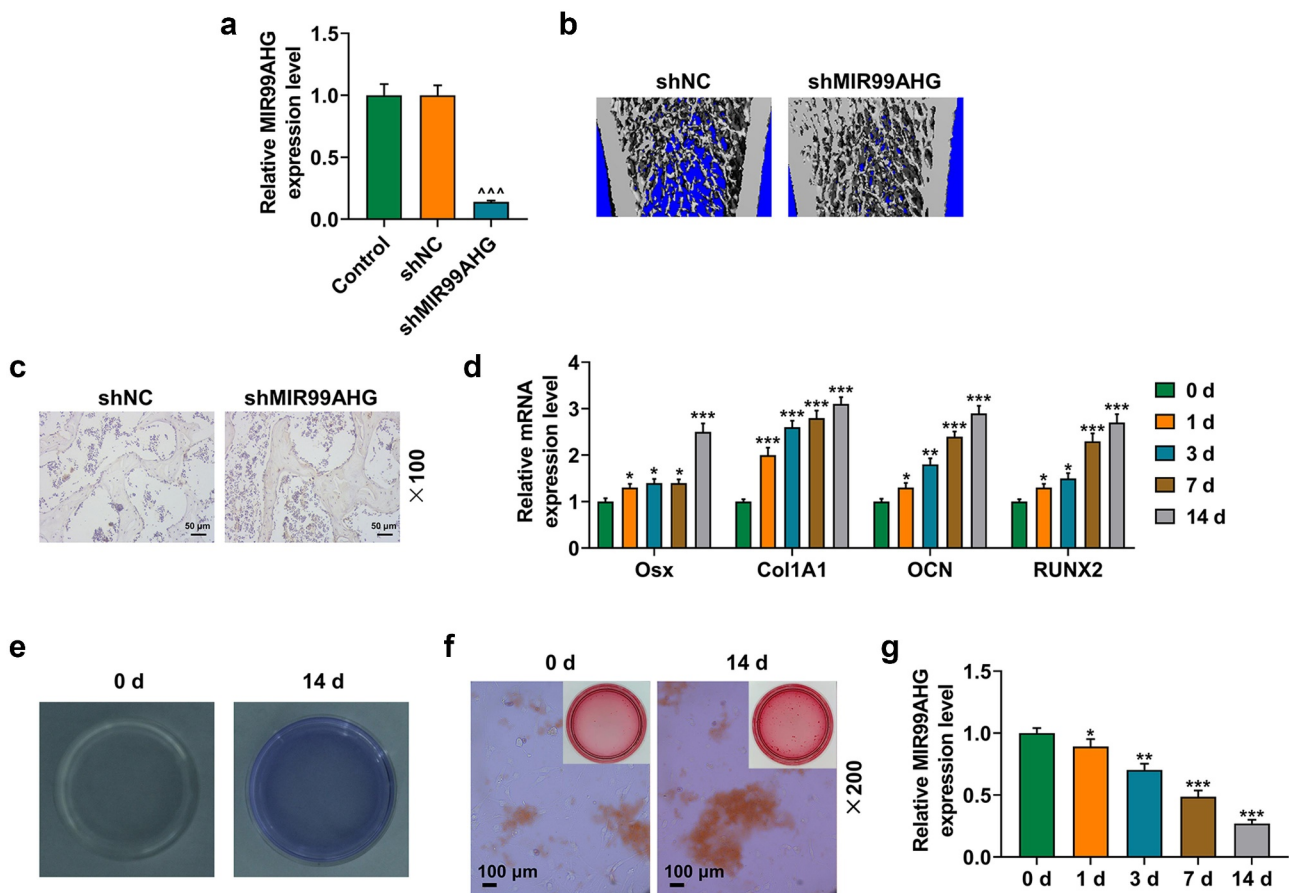 a
Relative MIR99AHG
expression level
1.5
1.0
0.5
0.0
^^^
Control
shNC
shMIR99AHG
b
shNC
shMIR99AHG
c
shNC
shMIR99AHG
50 µm
50 µm
×100
d
Relative mRNA
expression level
4
3
2
1
0
* * * ***
*** *** *** ***
* ** *** ***
* * *** ***
Osx
Col1A1
OCN
RUNX2
0 d
1 d
3 d
7 d
14 d
e
0 d
14 d
f
0 d
14 d
100 µm
100 µm
×200
g
Relative MIR99AHG
expression level
1.5
1.0
0.5
0.0
* ** *** ***
0 d
1 d
3 d
7 d
14 d